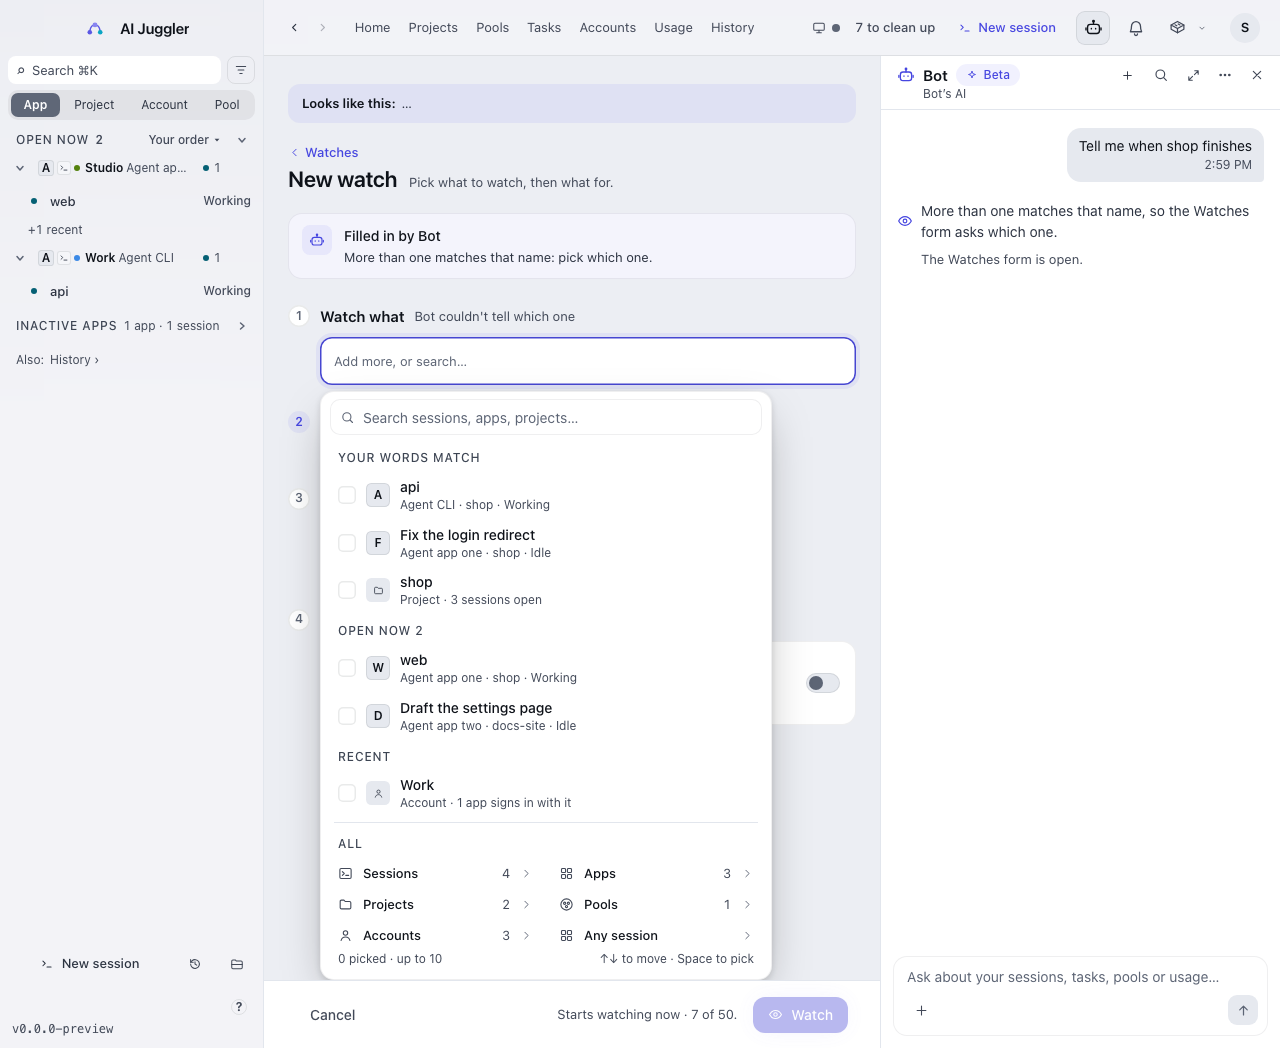 AI Juggler
Search ⌘K
App Project Account Pool
OPEN NOW 2 Your order
A Studio Agent ap... 1
web Working
+1 recent
A Work Agent CLI 1
api Working
INACTIVE APPS 1 app · 1 session
Also: History ›
New session
?
v0.0.0-preview
Home Projects Pools Tasks Accounts Usage History
7 to clean up
New session
S
Looks like this: ...
Watches
New watch Pick what to watch, then what for.
Filled in by Bot
More than one matches that name: pick which one.
1 Watch what Bot couldn't tell which one
Add more, or search...
2
3
4
Search sessions, apps, projects...
YOUR WORDS MATCH
A api
Agent CLI · shop · Working
F Fix the login redirect
Agent app one · shop · Idle
shop
Project · 3 sessions open
OPEN NOW 2
W web
Agent app one · shop · Working
D Draft the settings page
Agent app two · docs-site · Idle
RECENT
Work
Account · 1 app signs in with it
ALL
Sessions 4 Apps 3
Projects 2 Pools 1
Accounts 3 Any session
0 picked · up to 10 ↑↓ to move · Space to pick
Cancel Starts watching now · 7 of 50. Watch
Bot Beta
Bot's AI
Tell me when shop finishes
2:59 PM
More than one matches that name, so the Watches
form asks which one.
The Watches form is open.
Ask about your sessions, tasks, pools or usage...